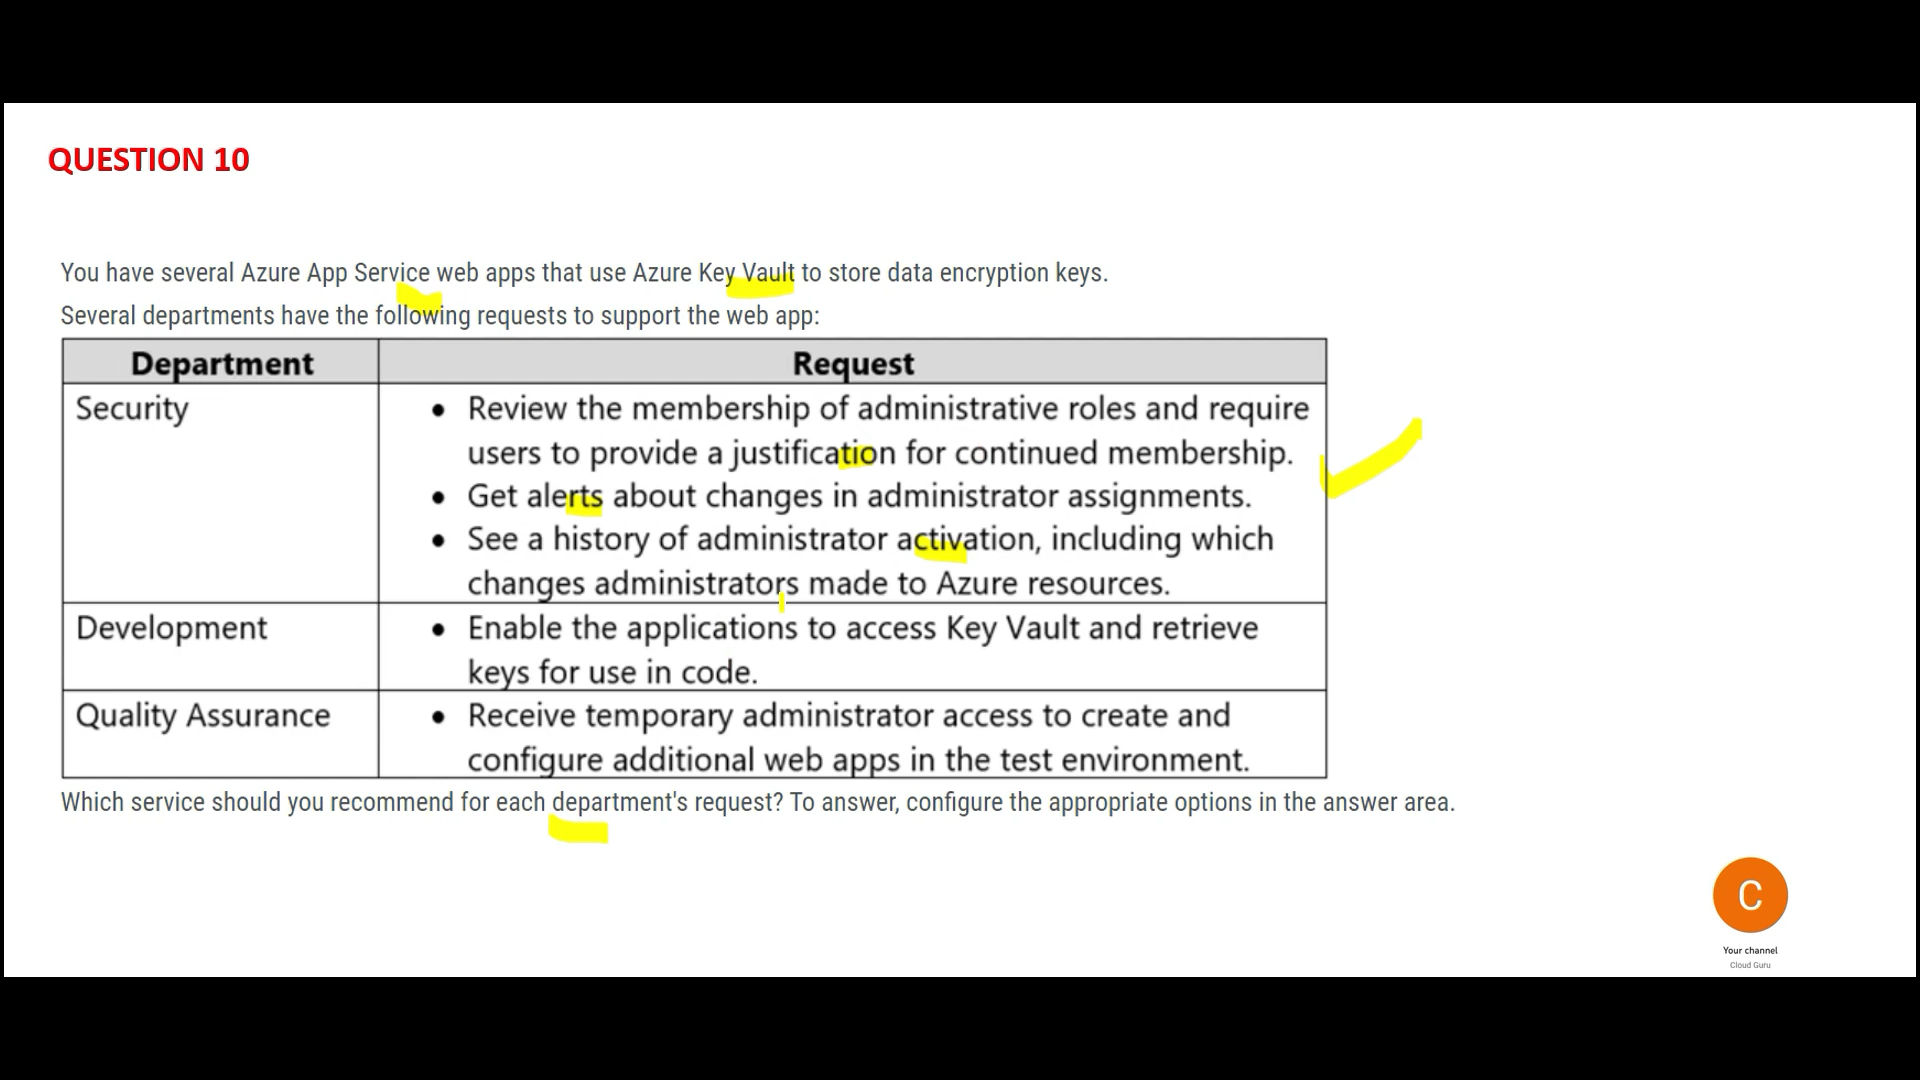 QUESTION 10
You have several Azure App Service web apps that use Azure Key Vault to store data encryption keys.
Several departments have the following requests to support the web app:
Department Request
Security
• Review the membership of administrative roles and require
users to provide a justification for continued membership.
• Get alerts about changes in administrator assignments.
• See a history of administrator activation, including which
changes administrators made to Azure resources.
Development
• Enable the applications to access Key Vault and retrieve
keys for use in code.
Quality Assurance
• Receive temporary administrator access to create and
configure additional web apps in the test environment.
Which service should you recommend for each department's request? To answer, configure the appropriate options in the answer area.
C
Your channel
Cloud Guru